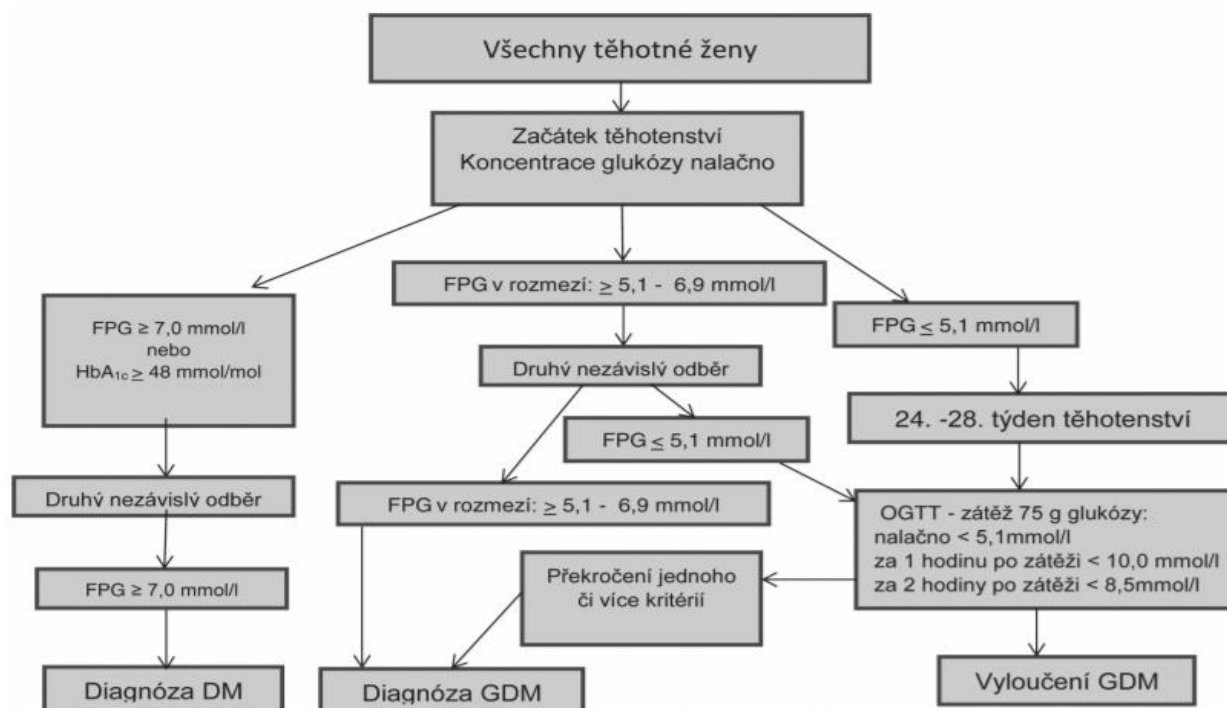 Všechny těhotné ženy
Začátek těhotenství
Koncentrace glukózy nalačno
FPG ≥ 7,0 mmol/l
nebo
HbA1c ≥ 48 mmol/mol
Druhý nezávislý odběr
FPG ≥ 7,0 mmol/l
Diagnóza DM
FPG v rozmezí: ≥ 5,1 - 6,9 mmol/l
Druhý nezávislý odběr
FPG ≤ 5,1 mmol/l
FPG v rozmezí: ≥ 5,1 - 6,9 mmol/l
Překročení jednoho
či více kritérií
Diagnóza GDM
FPG ≤ 5,1 mmol/l
24. -28. týden těhotenství
OGTT - zátěž 75 g glukózy:
nalačno < 5,1mmol/l
za 1 hodinu po zátěži < 10,0 mmol/l
za 2 hodiny po zátěži < 8,5mmol/l
Vyloučení GDM